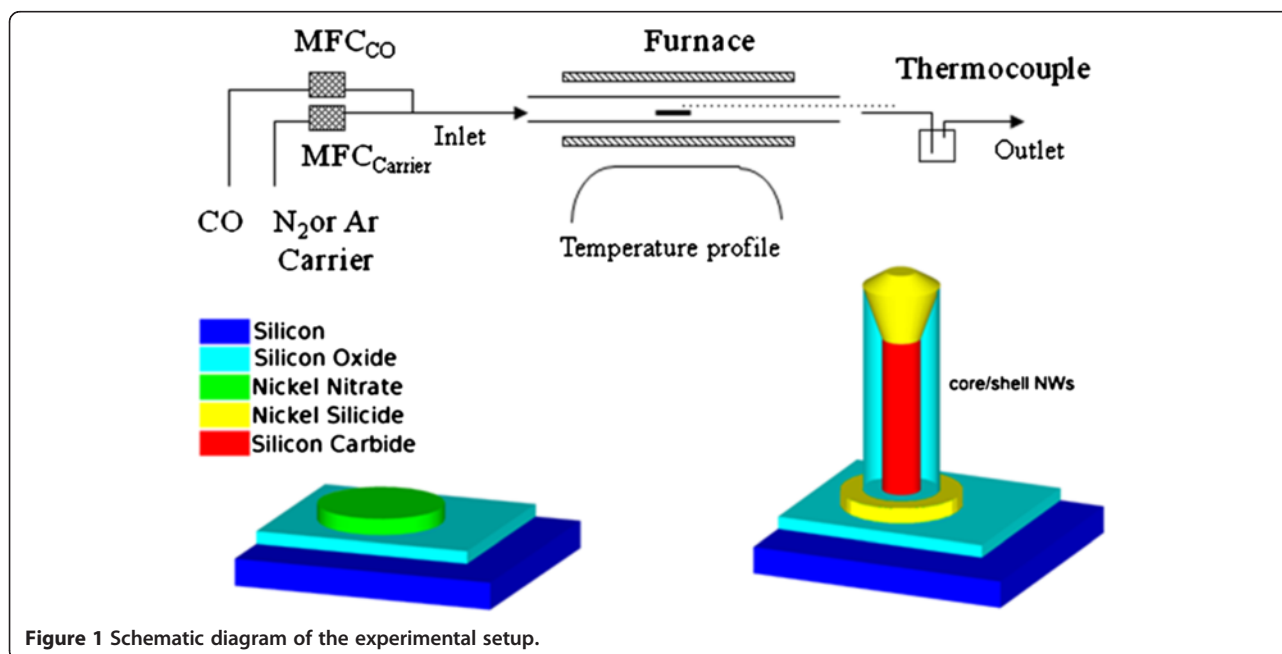 MFC_CO
Furnace
Thermocouple
Inlet
MFC_Carrier
Outlet
CO
N2or Ar
Carrier
Temperature profile
Silicon
Silicon Oxide
Nickel Nitrate
Nickel Silicide
Silicon Carbide
core/shell NWs
Figure 1 Schematic diagram of the experimental setup.